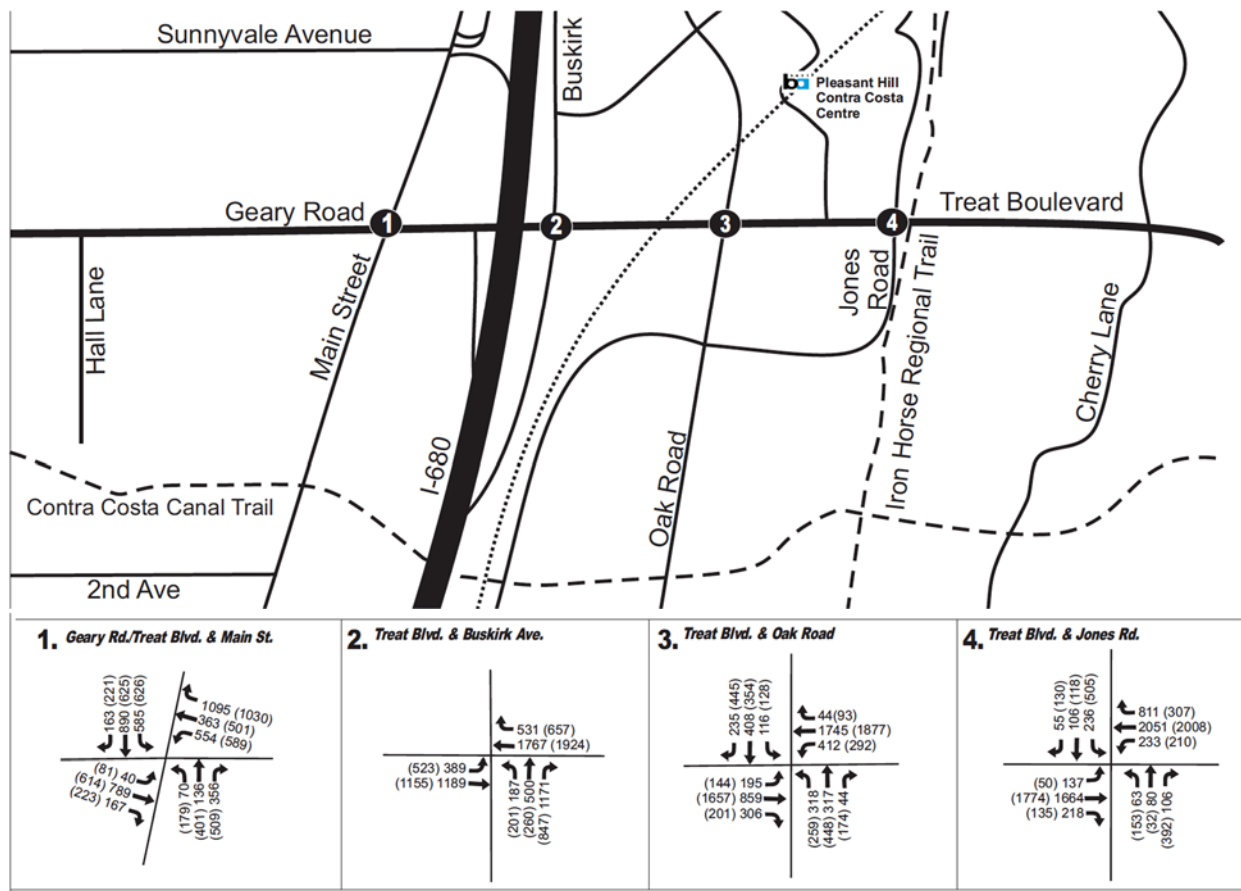 Sunnyvale Avenue
Buskirk
ba Pleasant Hill
Contra Costa
Centre
Geary Road
Treat Boulevard
1
2
3
4
Hall Lane
Main Street
I-680
Oak Road
Jones
Road
Iron Horse Regional Trail
Cherry Lane
Contra Costa Canal Trail
2nd Ave
1. Geary Rd./Treat Blvd. & Main St.
163 (221)
890 (625)
585 (626)
1095 (1030)
363 (501)
554 (589)
(81) 40
(614) 789
(223) 167
(179) 70
(401) 136
(509) 356
2. Treat Blvd. & Buskirk Ave.
531 (657)
1767 (1924)
(523) 389
(1155) 1189
(201) 187
(260) 500
(847) 1171
3. Treat Blvd. & Oak Road
235 (445)
408 (354)
116 (128)
44(93)
1745 (1877)
412 (292)
(144) 195
(1657) 859
(201) 306
(259) 318
(448) 317
(174) 44
4. Treat Blvd. & Jones Rd.
55 (130)
106 (118)
236 (505)
811 (307)
2051 (2008)
233 (210)
(50) 137
(1774) 1664
(135) 218
(153) 63
(32) 80
(392) 106